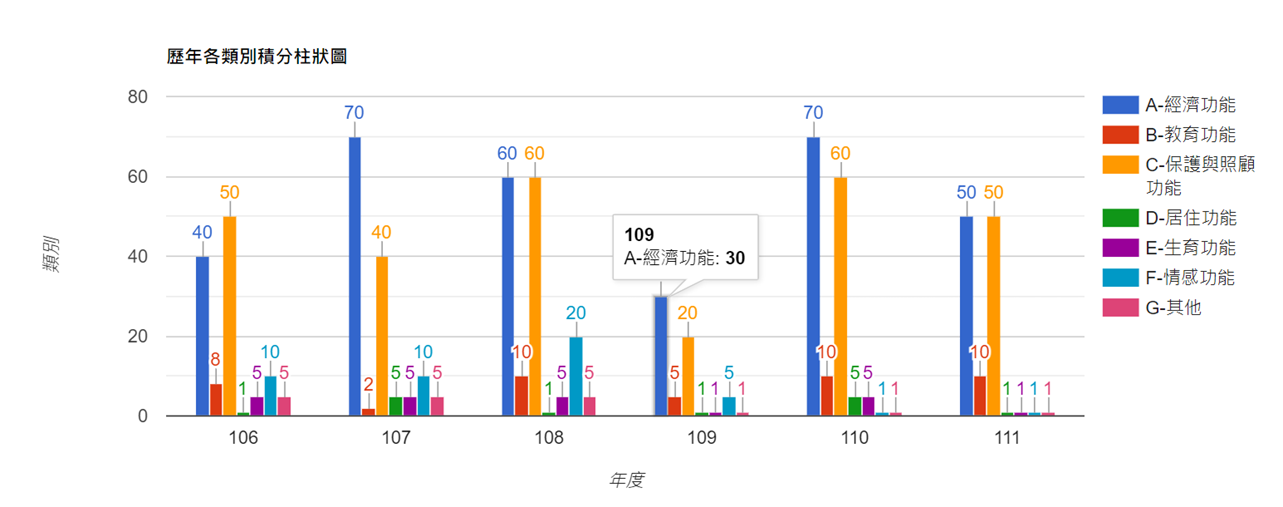 歷年各類別積分柱狀圖
80
60
40
20
0
類別
40 8 50 1 5 10 5
70 2 40 5 5 10 5
60 10 60 1 5 20 5
109
A-經濟功能: 30
5 20 1 1 5 1
70 10 60 5 5 1 1
50 10 50 1 1 1 1
106 107 108 109 110 111
年度
A-經濟功能
B-教育功能
C-保護與照顧
功能
D-居住功能
E-生育功能
F-情感功能
G-其他